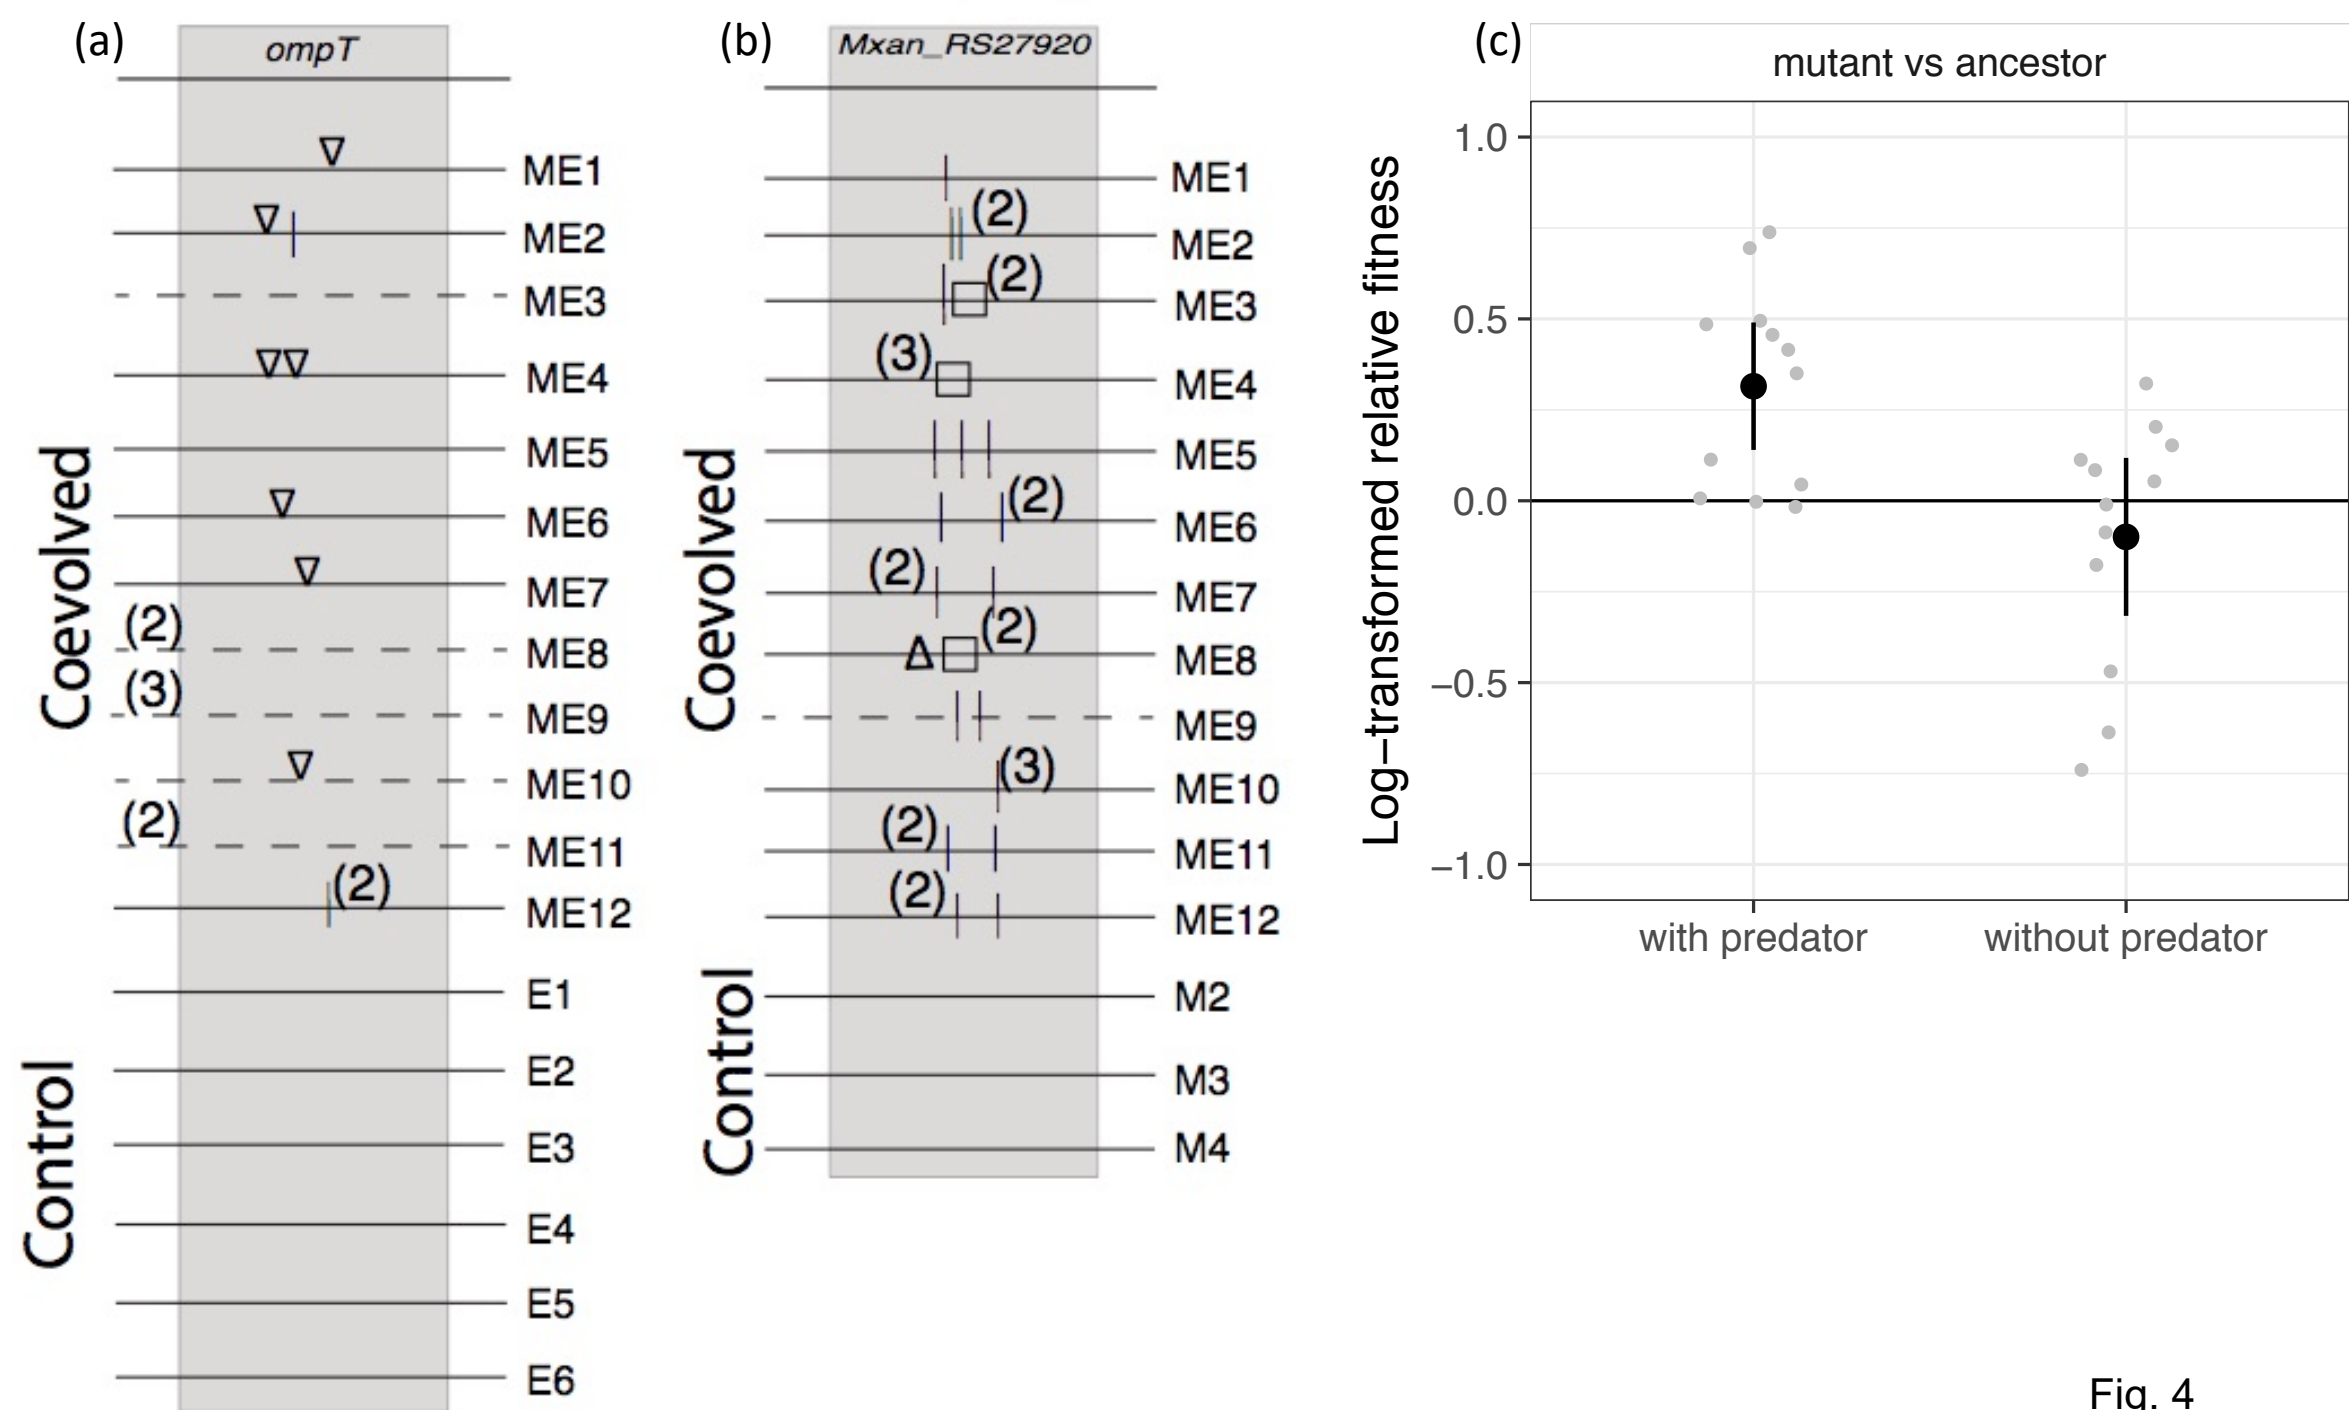 (a)
ompT
ME1
ME2
ME3
ME4
ME5
ME6
ME7
(2)
ME8
(3)
ME9
ME10
(2)
ME11
(2)
ME12
E1
E2
E3
E4
E5
E6
Coevolved
Control
(b)
Mxan_RS27920
ME1
(2)
ME2
(2)
ME3
(3)
ME4
ME5
(2)
ME6
(2)
ME7
(2)
Δ
ME8
ME9
(3)
ME10
(2)
ME11
(2)
ME12
M2
M3
M4
Coevolved
Control
(c)
mutant vs ancestor
Log–transformed relative fitness
1.0
0.5
0.0
−0.5
−1.0
with predator
without predator
Fig. 4